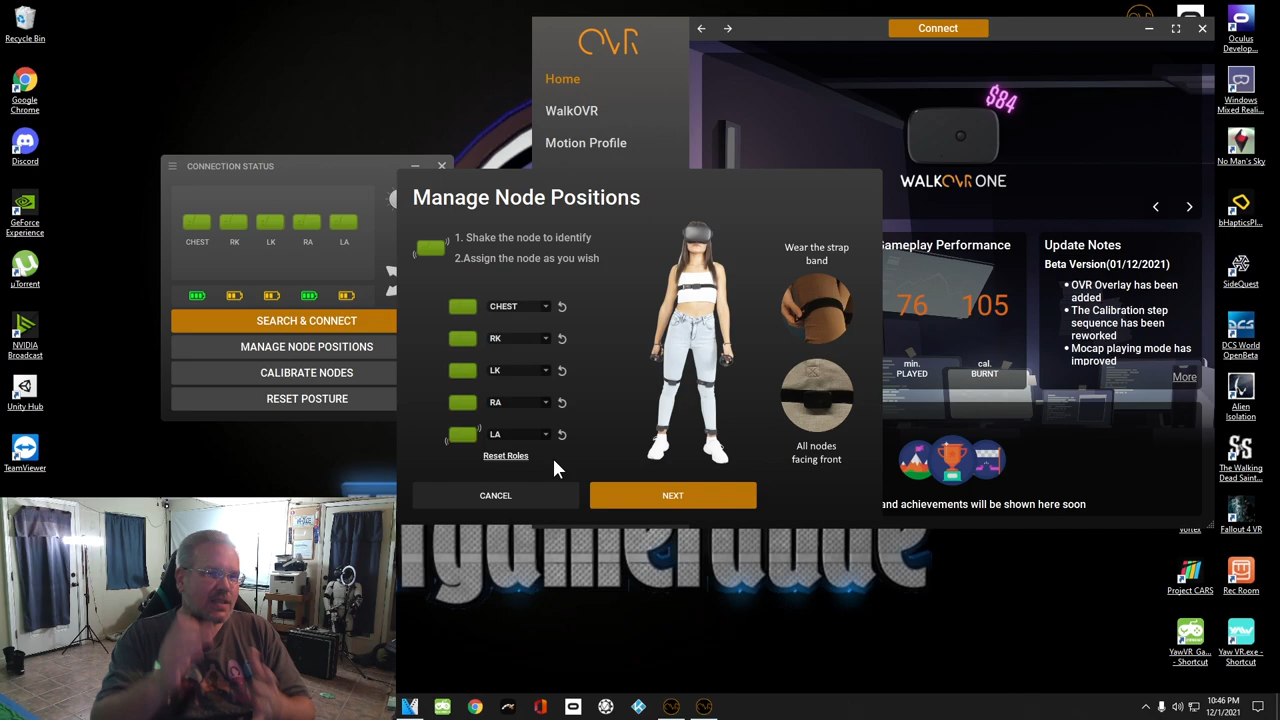 Recycle Bin
Google
Chrome
Discord
GeForce
Experience
µTorrent
NVIDIA
Broadcast
Unity Hub
TeamViewer
CONNECTION STATUS
CHEST
RK
LK
RA
LA
SEARCH & CONNECT
MANAGE NODE POSITIONS
CALIBRATE NODES
RESET POSTURE
OVR
Home
WalkOVR
Motion Profile
Connect
$84
WALKOVR ONE
Manage Node Positions
1. Shake the node to identify
2.Assign the node as you wish
CHEST
RK
LK
RA
LA
Reset Roles
CANCEL
NEXT
Wear the strap
band
All nodes
facing front
Gameplay Performance
76
105
min.
PLAYED
cal.
BURNT
Update Notes
Beta Version(01/12/2021)
OVR Overlay has been
added
The Calibration step
sequence has been
reworked
Mocap playing mode has
improved
More
and achievements will be shown here soon
Oculus
Develop...
Windows
Mixed Reali...
No Man's Sky
bHapticsPl...
SideQuest
DCS World
OpenBeta
Alien
Isolation
The Walking
Dead Saint...
Vortex
Fallout 4 VR
Project CARS
Rec Room
YawVR_Ga...
- Shortcut
Yaw VR.exe -
Shortcut
10:46 PM
12/1/2021